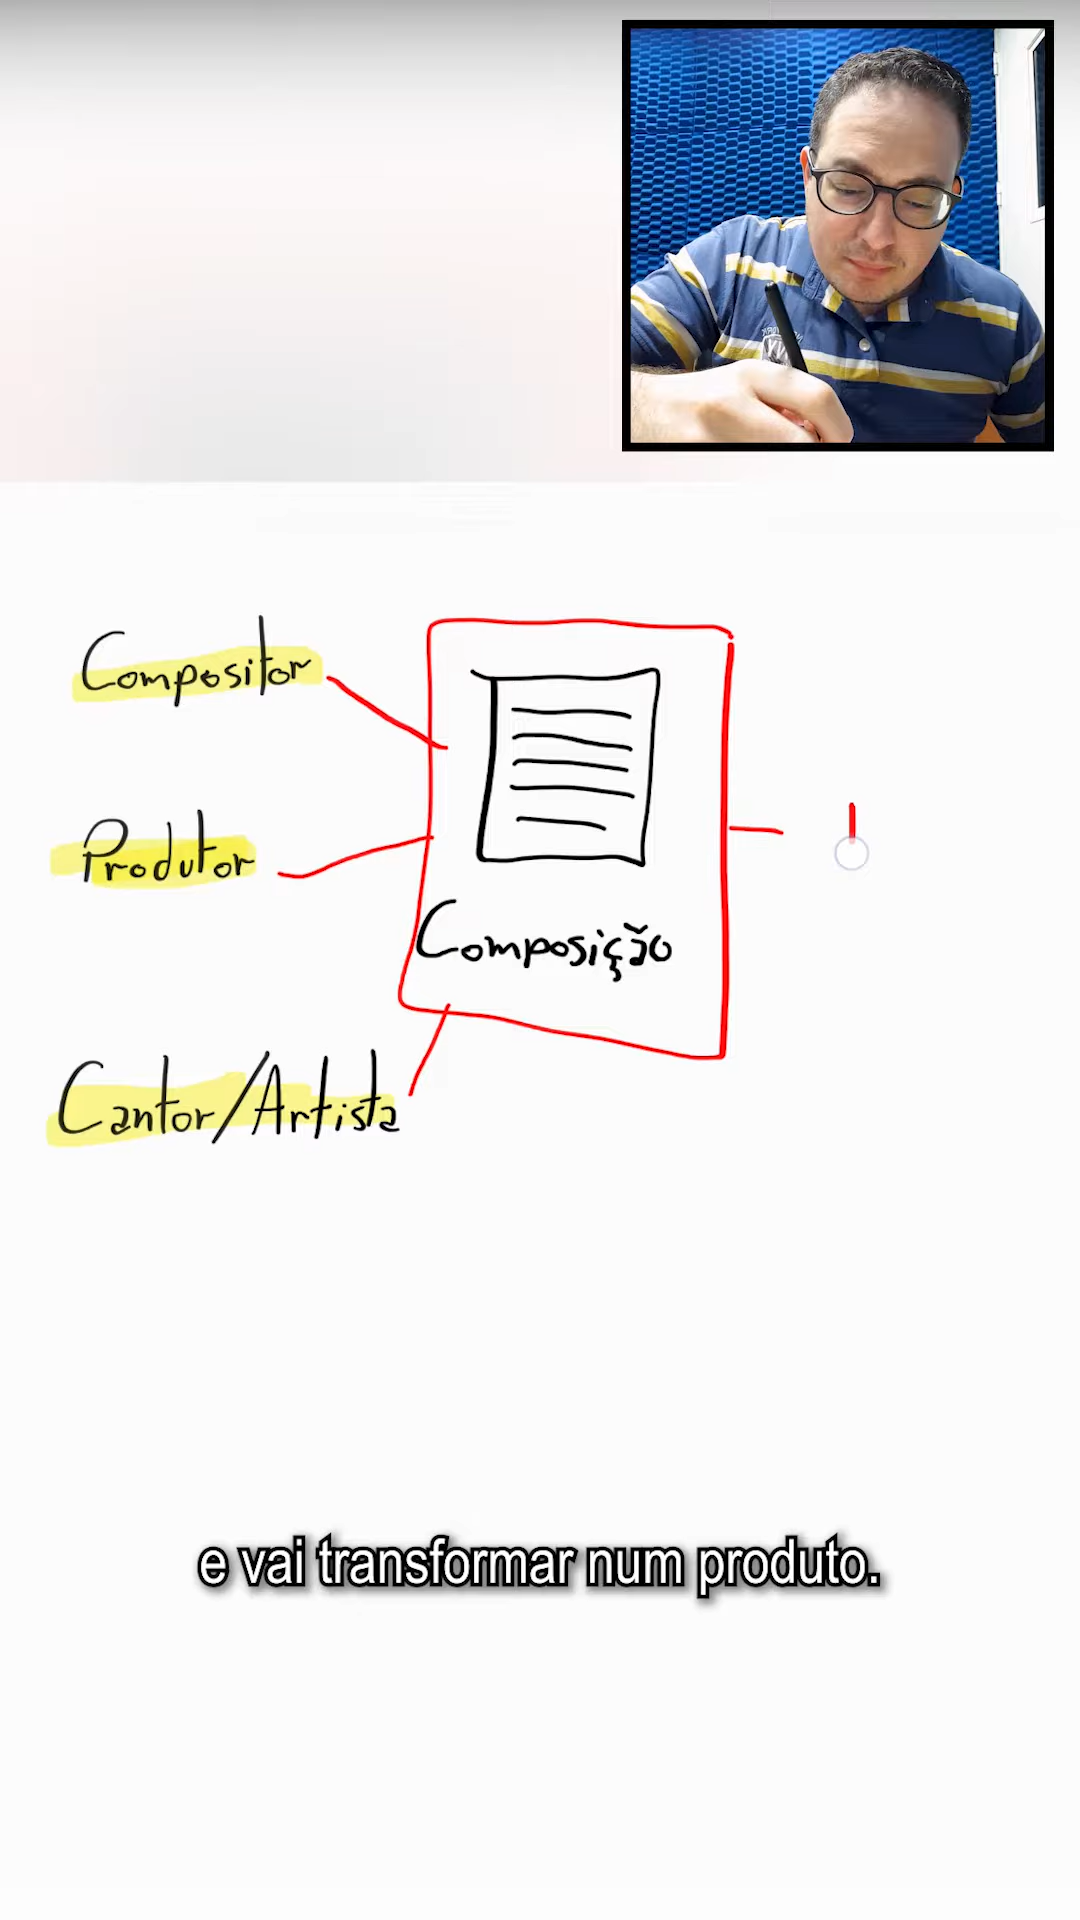 Compositor
Produtor
Composição
Cantor/Artista
e vai transformar num produto.